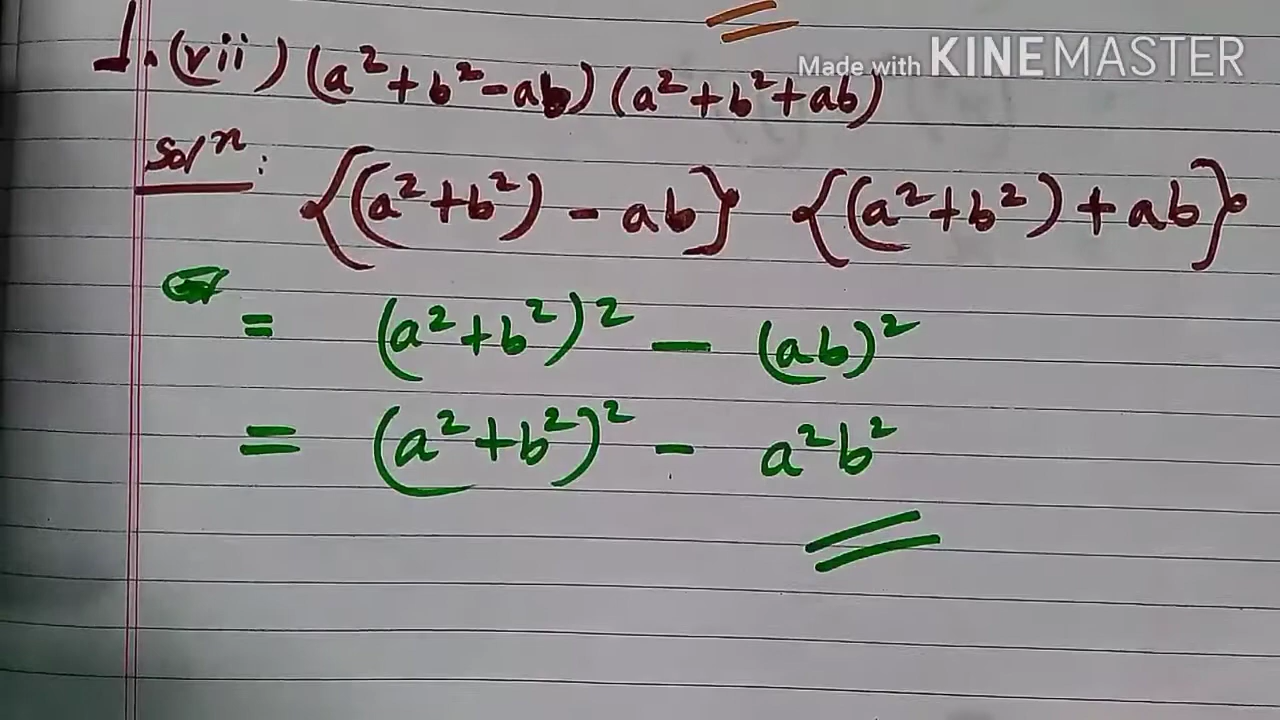 Made with KINEMASTER
1. (vii) (a²+b²-ab) (a²+b²+ab)
Solⁿ: {(a²+b²) - ab} {(a²+b²) + ab}
= (a²+b²)² - (ab)²
= (a²+b²)² - a²b²